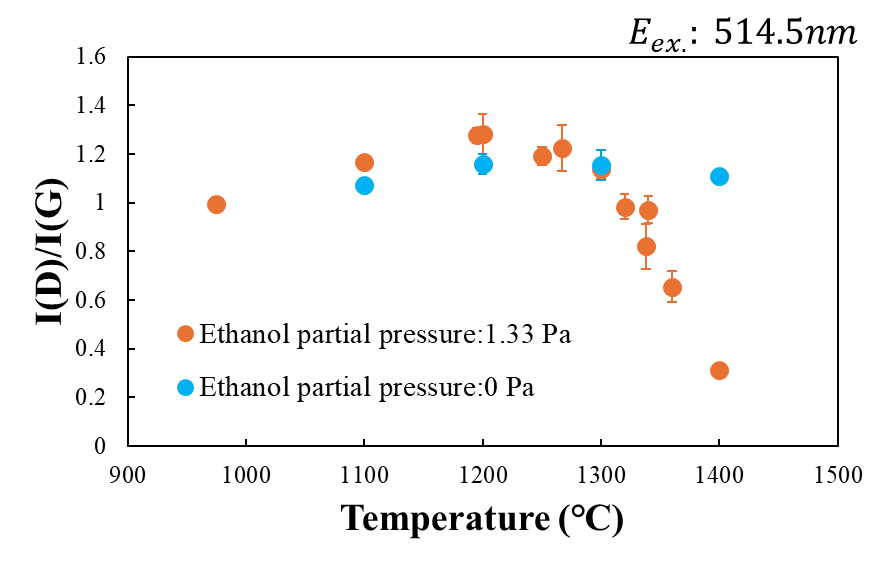 E_ex.: 514.5nm
1.6
1.4
1.2
1
0.8
0.6
0.4
0.2
0
I(D)/I(G)
Ethanol partial pressure:1.33 Pa
Ethanol partial pressure:0 Pa
900 1000 1100 1200 1300 1400 1500
Temperature (℃)